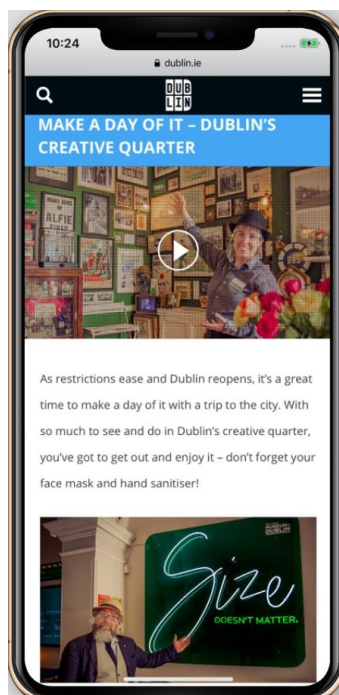 10:24
dublin.ie
DUB
LIN
MAKE A DAY OF IT – DUBLIN'S
CREATIVE QUARTER
ALFIE
As restrictions ease and Dublin reopens, it's a great
time to make a day of it with a trip to the city. With
so much to see and do in Dublin's creative quarter,
you've got to get out and enjoy it – don't forget your
face mask and hand sanitiser!
DUBLIN
Size
DOESN'T MATTER.